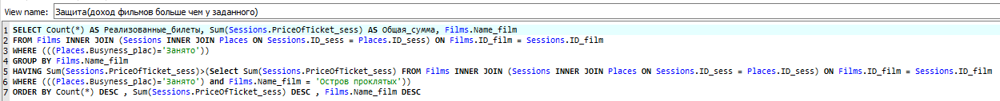 View name: Защита(доход фильмов больше чем у заданного)
1 SELECT Count(*) AS Реализованные_билеты, Sum(Sessions.PriceOfTicket_sess) AS Общая_сумма, Films.Name_film
2 FROM Films INNER JOIN (Sessions INNER JOIN Places ON Sessions.ID_sess = Places.ID_sess) ON Films.ID_film = Sessions.ID_film
3 WHERE (((Places.Busyness_plac)='Занято'))
4 GROUP BY Films.Name_film
5 HAVING Sum(Sessions.PriceOfTicket_sess)>(Select Sum(Sessions.PriceOfTicket_sess) FROM Films INNER JOIN (Sessions INNER JOIN Places ON Sessions.ID_sess = Places.ID_sess) ON Films.ID_film = Sessions.ID_film
6 WHERE (((Places.Busyness_plac)='Занято') and Films.Name_film = 'Остров проклятых'))
7 ORDER BY Count(*) DESC , Sum(Sessions.PriceOfTicket_sess) DESC , Films.Name_film DESC